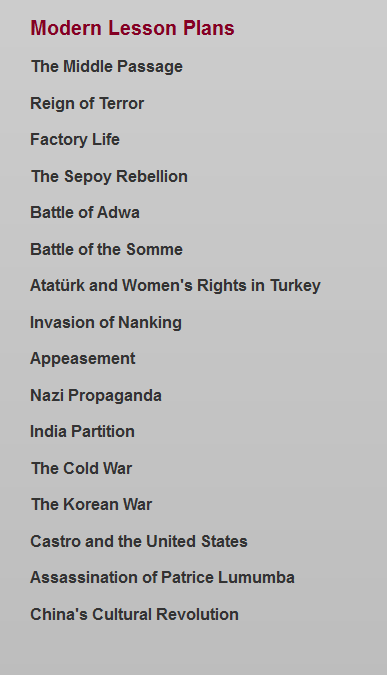 Modern Lesson Plans
The Middle Passage
Reign of Terror
Factory Life
The Sepoy Rebellion
Battle of Adwa
Battle of the Somme
Atatürk and Women's Rights in Turkey
Invasion of Nanking
Appeasement
Nazi Propaganda
India Partition
The Cold War
The Korean War
Castro and the United States
Assassination of Patrice Lumumba
China's Cultural Revolution